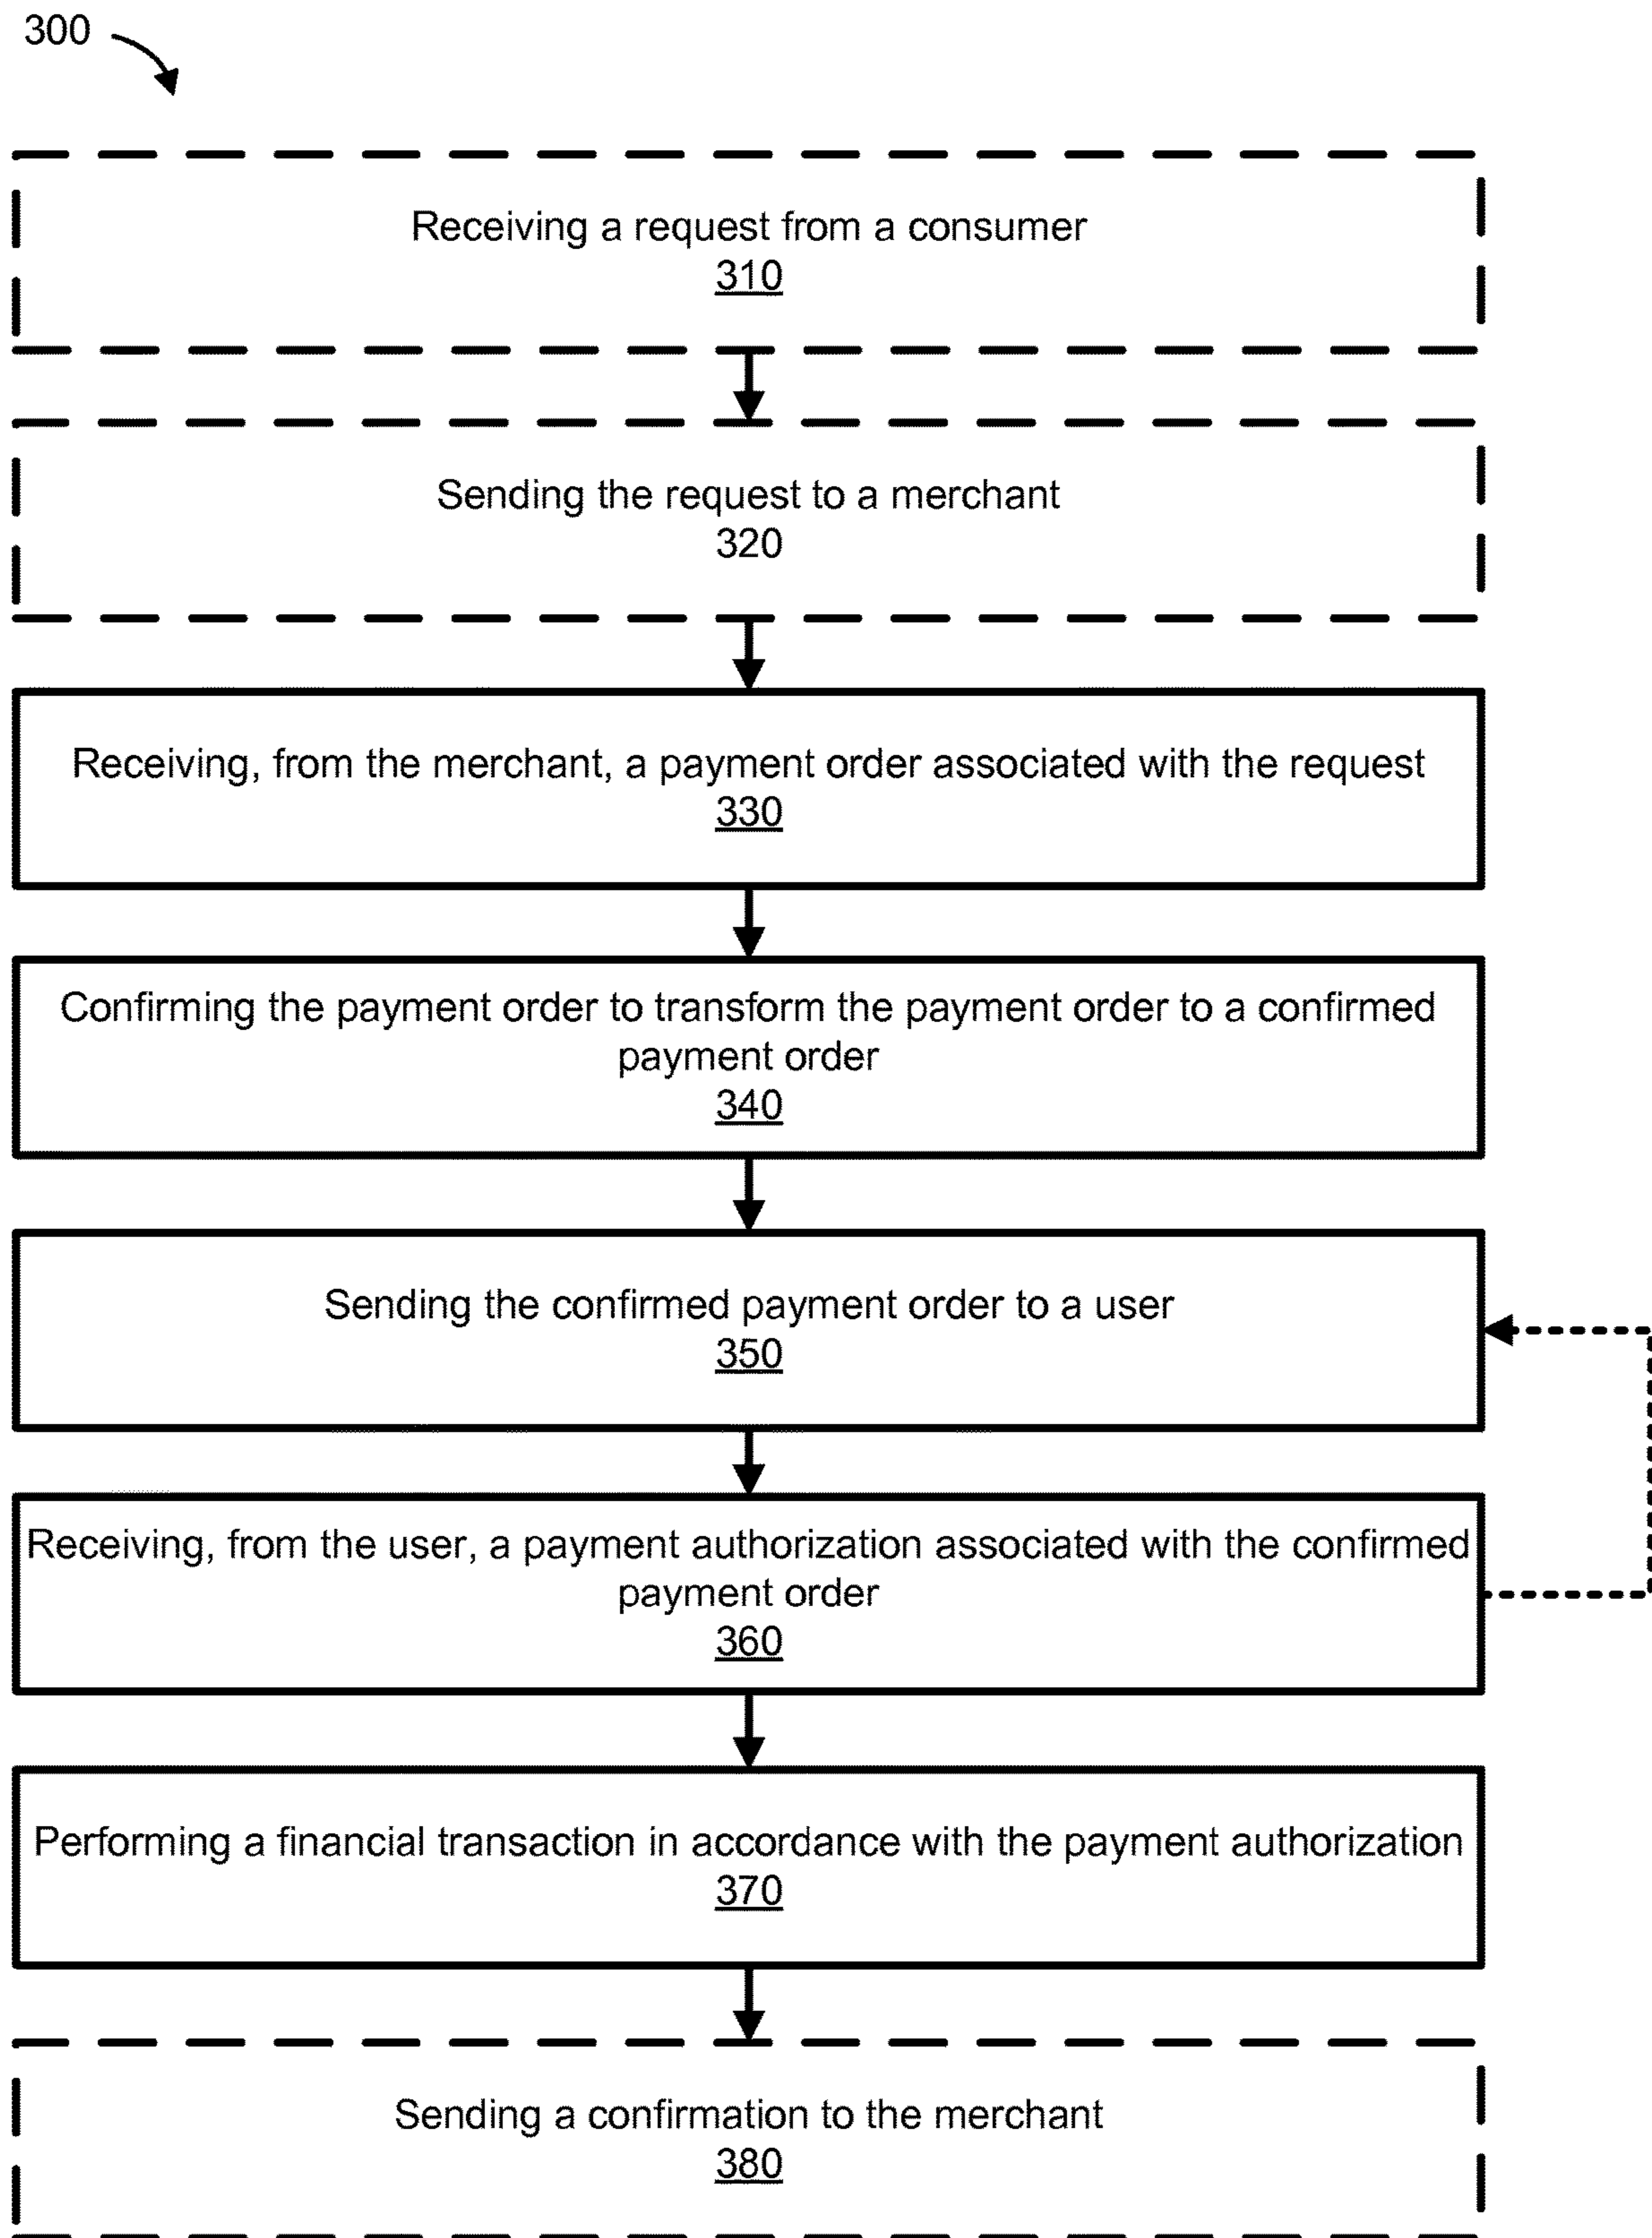 300
Receiving a request from a consumer
310
Sending the request to a merchant
320
Receiving, from the merchant, a payment order associated with the request
330
Confirming the payment order to transform the payment order to a confirmed
payment order
340
Sending the confirmed payment order to a user
350
Receiving, from the user, a payment authorization associated with the confirmed
payment order
360
Performing a financial transaction in accordance with the payment authorization
370
Sending a confirmation to the merchant
380